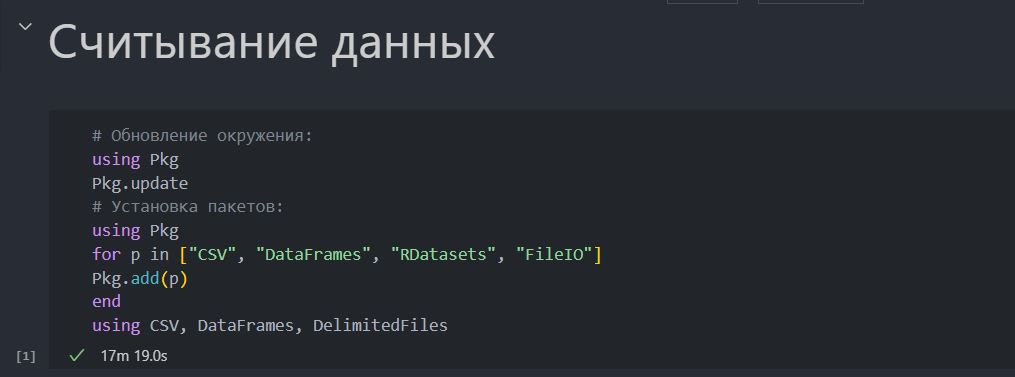 Считывание данных
# Обновление окружения:
using Pkg
Pkg.update
# Установка пакетов:
using Pkg
for p in ["CSV", "DataFrames", "RDatasets", "FileIO"]
Pkg.add(p)
end
using CSV, DataFrames, DelimitedFiles
[1] 17m 19.0s